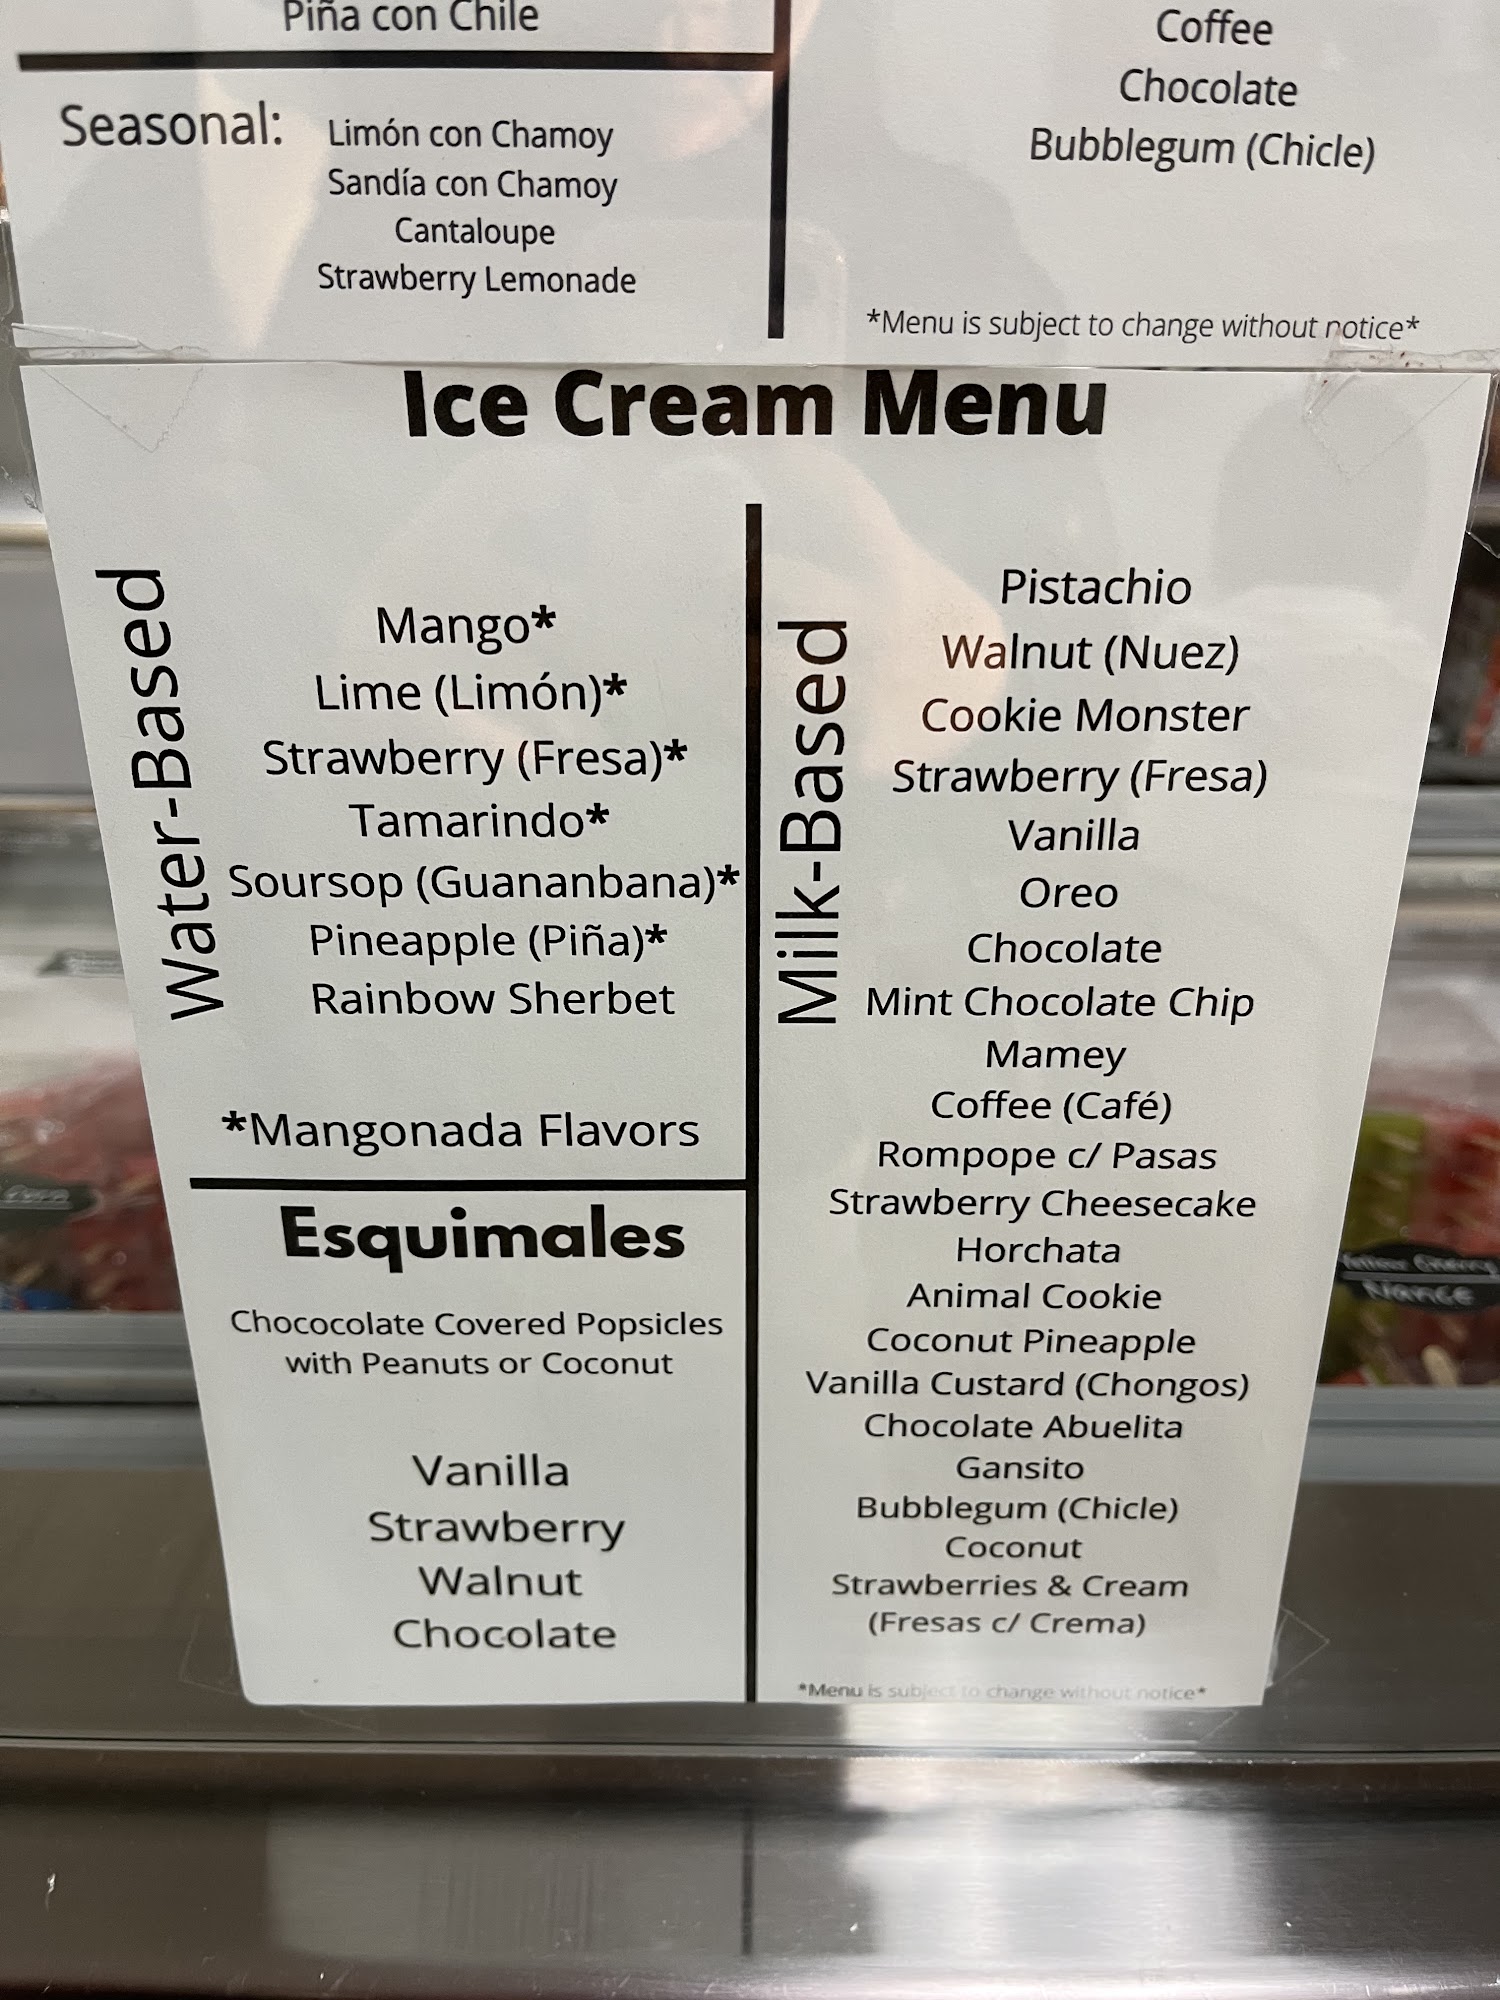 Piña con Chile
Seasonal:
Limón con Chamoy
Sandía con Chamoy
Cantaloupe
Strawberry Lemonade
Coffee
Chocolate
Bubblegum (Chicle)
*Menu is subject to change without notice*
Ice Cream Menu
Water-Based
Mango*
Lime (Limón)*
Strawberry (Fresa)*
Tamarindo*
Soursop (Guananbana)*
Pineapple (Piña)*
Rainbow Sherbet
*Mangonada Flavors
Esquimales
Chococolate Covered Popsicles
with Peanuts or Coconut
Vanilla
Strawberry
Walnut
Chocolate
Milk-Based
Pistachio
Walnut (Nuez)
Cookie Monster
Strawberry (Fresa)
Vanilla
Oreo
Chocolate
Mint Chocolate Chip
Mamey
Coffee (Café)
Rompope c/ Pasas
Strawberry Cheesecake
Horchata
Animal Cookie
Coconut Pineapple
Vanilla Custard (Chongos)
Chocolate Abuelita
Gansito
Bubblegum (Chicle)
Coconut
Strawberries & Cream
(Fresas c/ Crema)
*Menu is subject to change without notice*
Nance